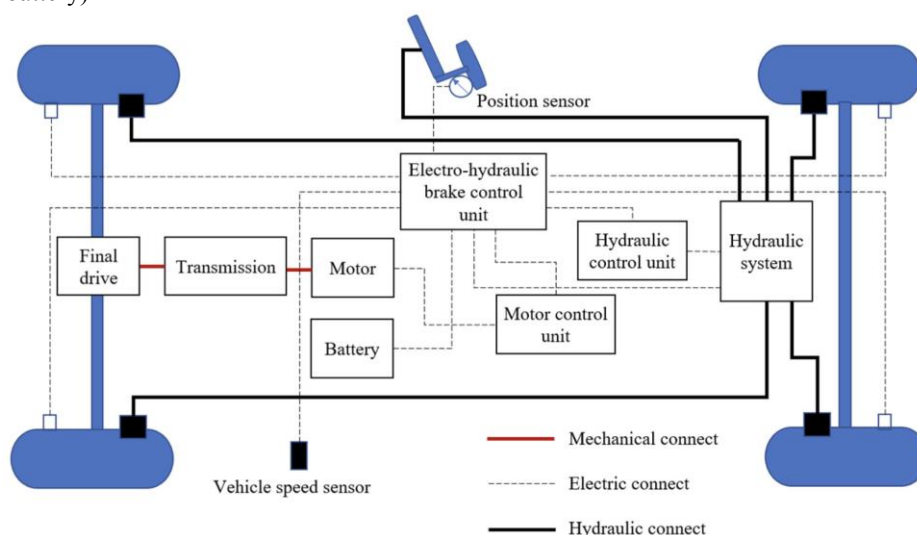 battery)
Position sensor
Electro-hydraulic
brake control
unit
Hydraulic
control unit
Hydraulic
system
Final
drive
Transmission
Motor
Motor control
unit
Battery
Vehicle speed sensor
Mechanical connect
Electric connect
Hydraulic connect